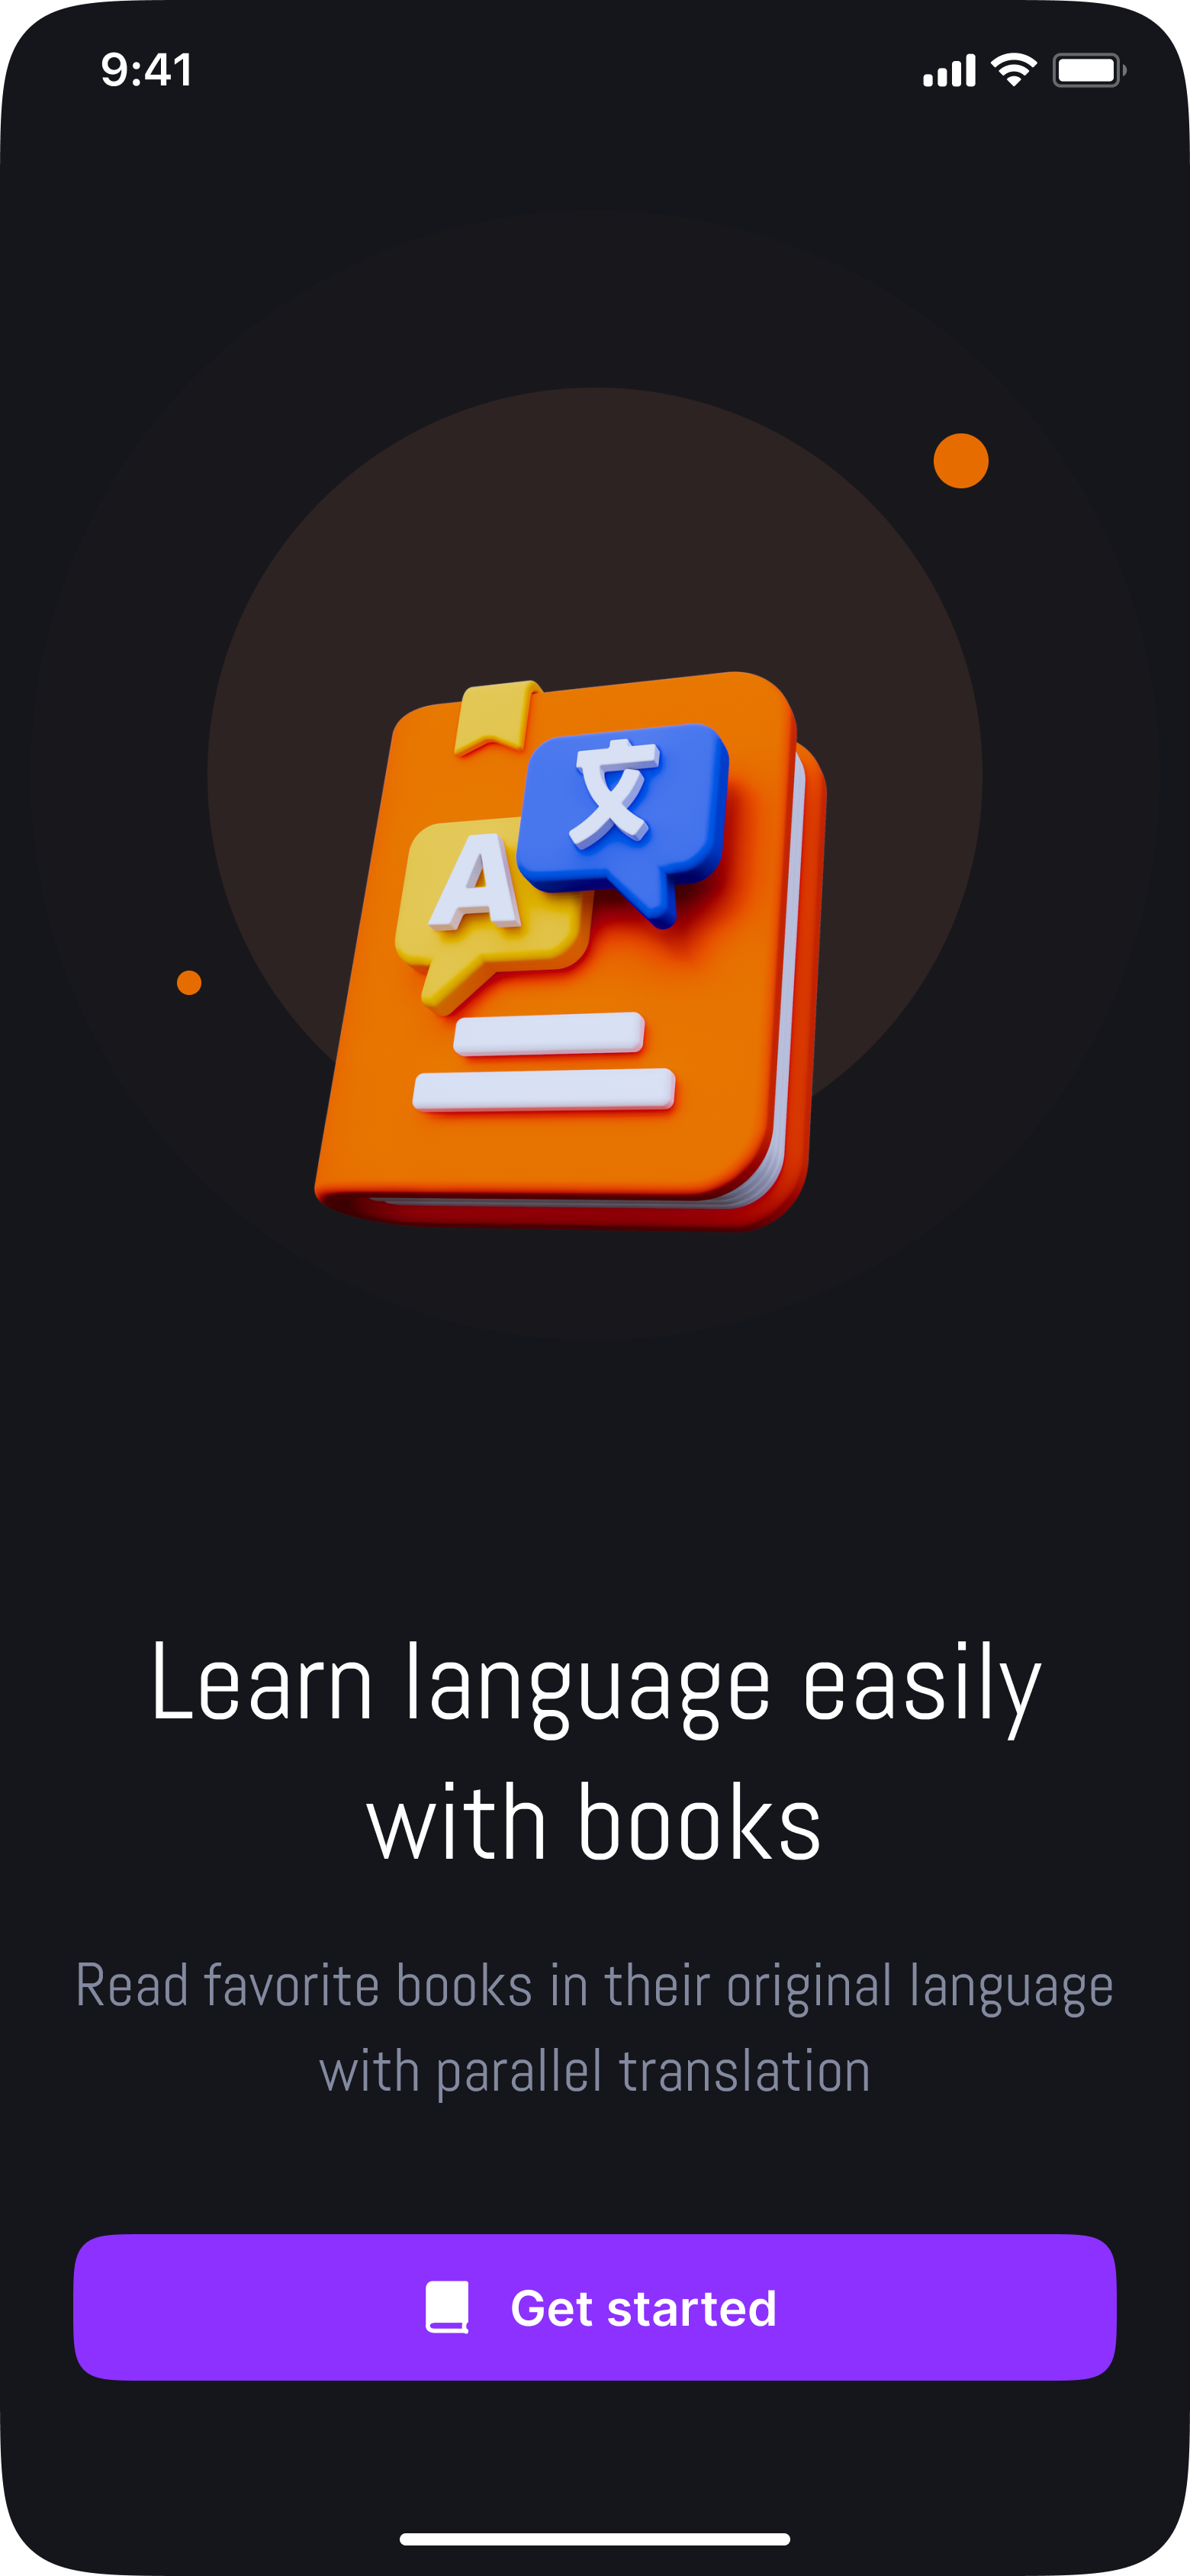 9:41
文
A
Learn language easily
with books
Read favorite books in their original language
with parallel translation
Get started